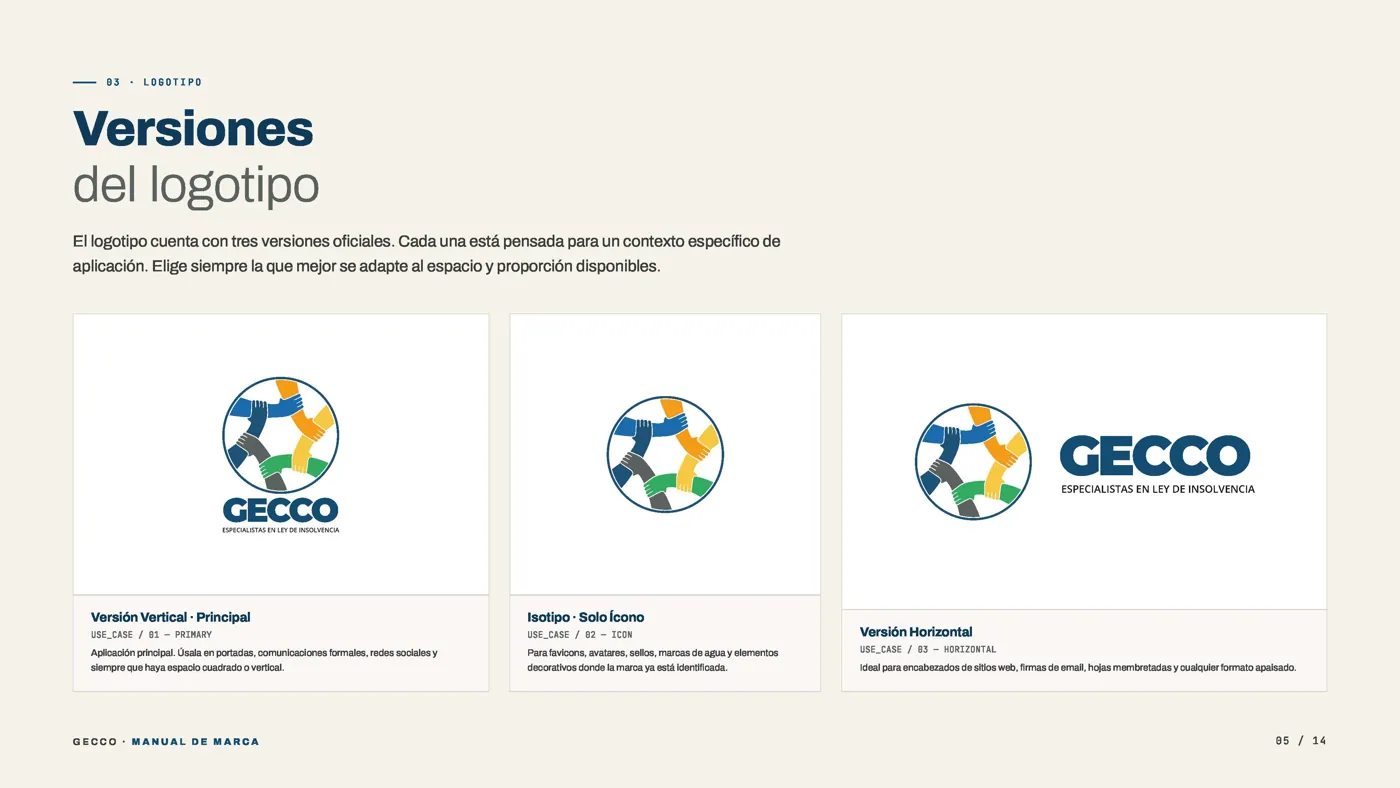 03 · LOGOTIPO
Versiones
del logotipo
El logotipo cuenta con tres versiones oficiales. Cada una está pensada para un contexto específico de
aplicación. Elige siempre la que mejor se adapte al espacio y proporción disponibles.
GECCO
ESPECIALISTAS EN LEY DE INSOLVENCIA
Versión Vertical · Principal
USE_CASE / 01 — PRIMARY
Aplicación principal. Úsala en portadas, comunicaciones formales, redes sociales y
siempre que haya espacio cuadrado o vertical.
Isotipo · Solo Ícono
USE_CASE / 02 — ICON
Para favicons, avatares, sellos, marcas de agua y elementos
decorativos donde la marca ya está identificada.
GECCO
ESPECIALISTAS EN LEY DE INSOLVENCIA
Versión Horizontal
USE_CASE / 03 — HORIZONTAL
Ideal para encabezados de sitios web, firmas de email, hojas membretadas y cualquier formato apaisado.
GECCO · MANUAL DE MARCA
05 / 14